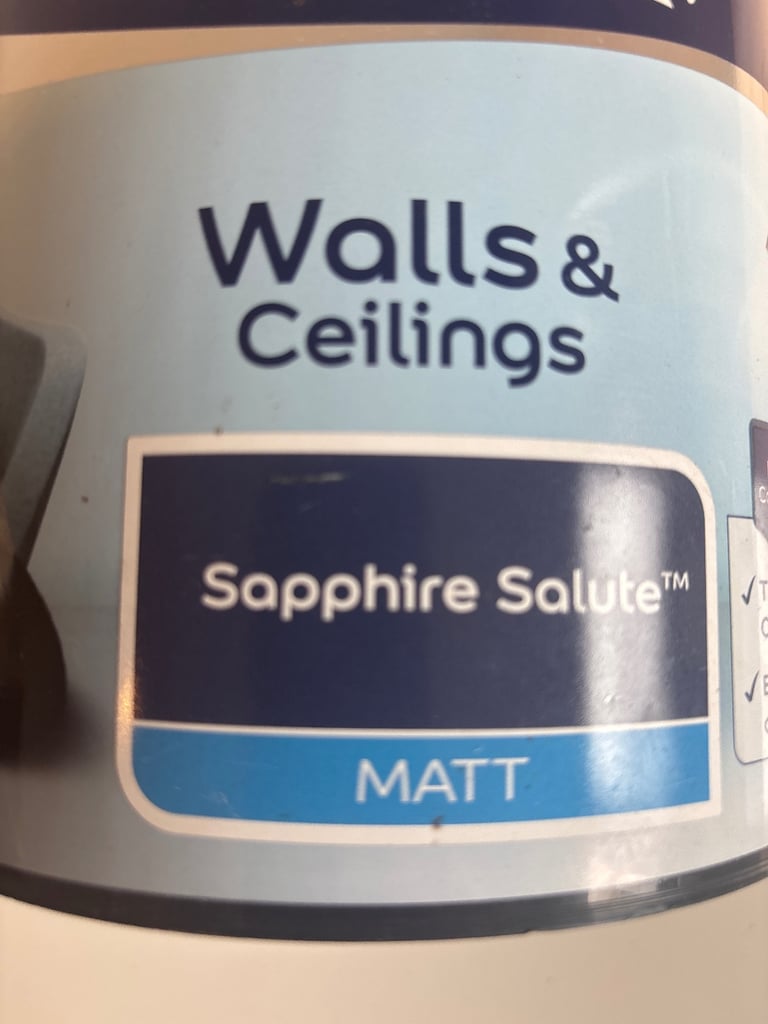 Walls &
Ceilings
Sapphire Salute™
MATT